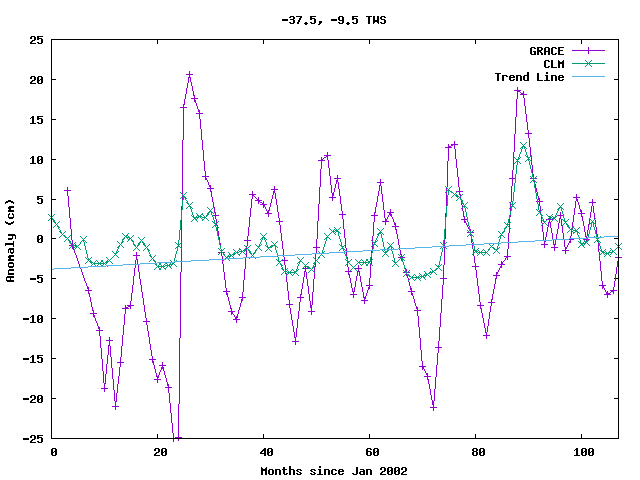 -37.5, -9.5 TWS
GRACE
CLM
Trend Line
25
20
15
10
5
0
-5
-10
-15
-20
-25
Anomaly (cm)
0 20 40 60 80 100
Months since Jan 2002